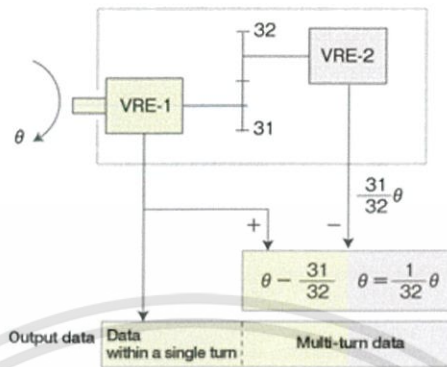 32
VRE-2
VRE-1
31
θ
31/32 θ
+
−
θ − 31/32 θ = 1/32 θ
Output data
Data
within a single turn
Multi-turn data